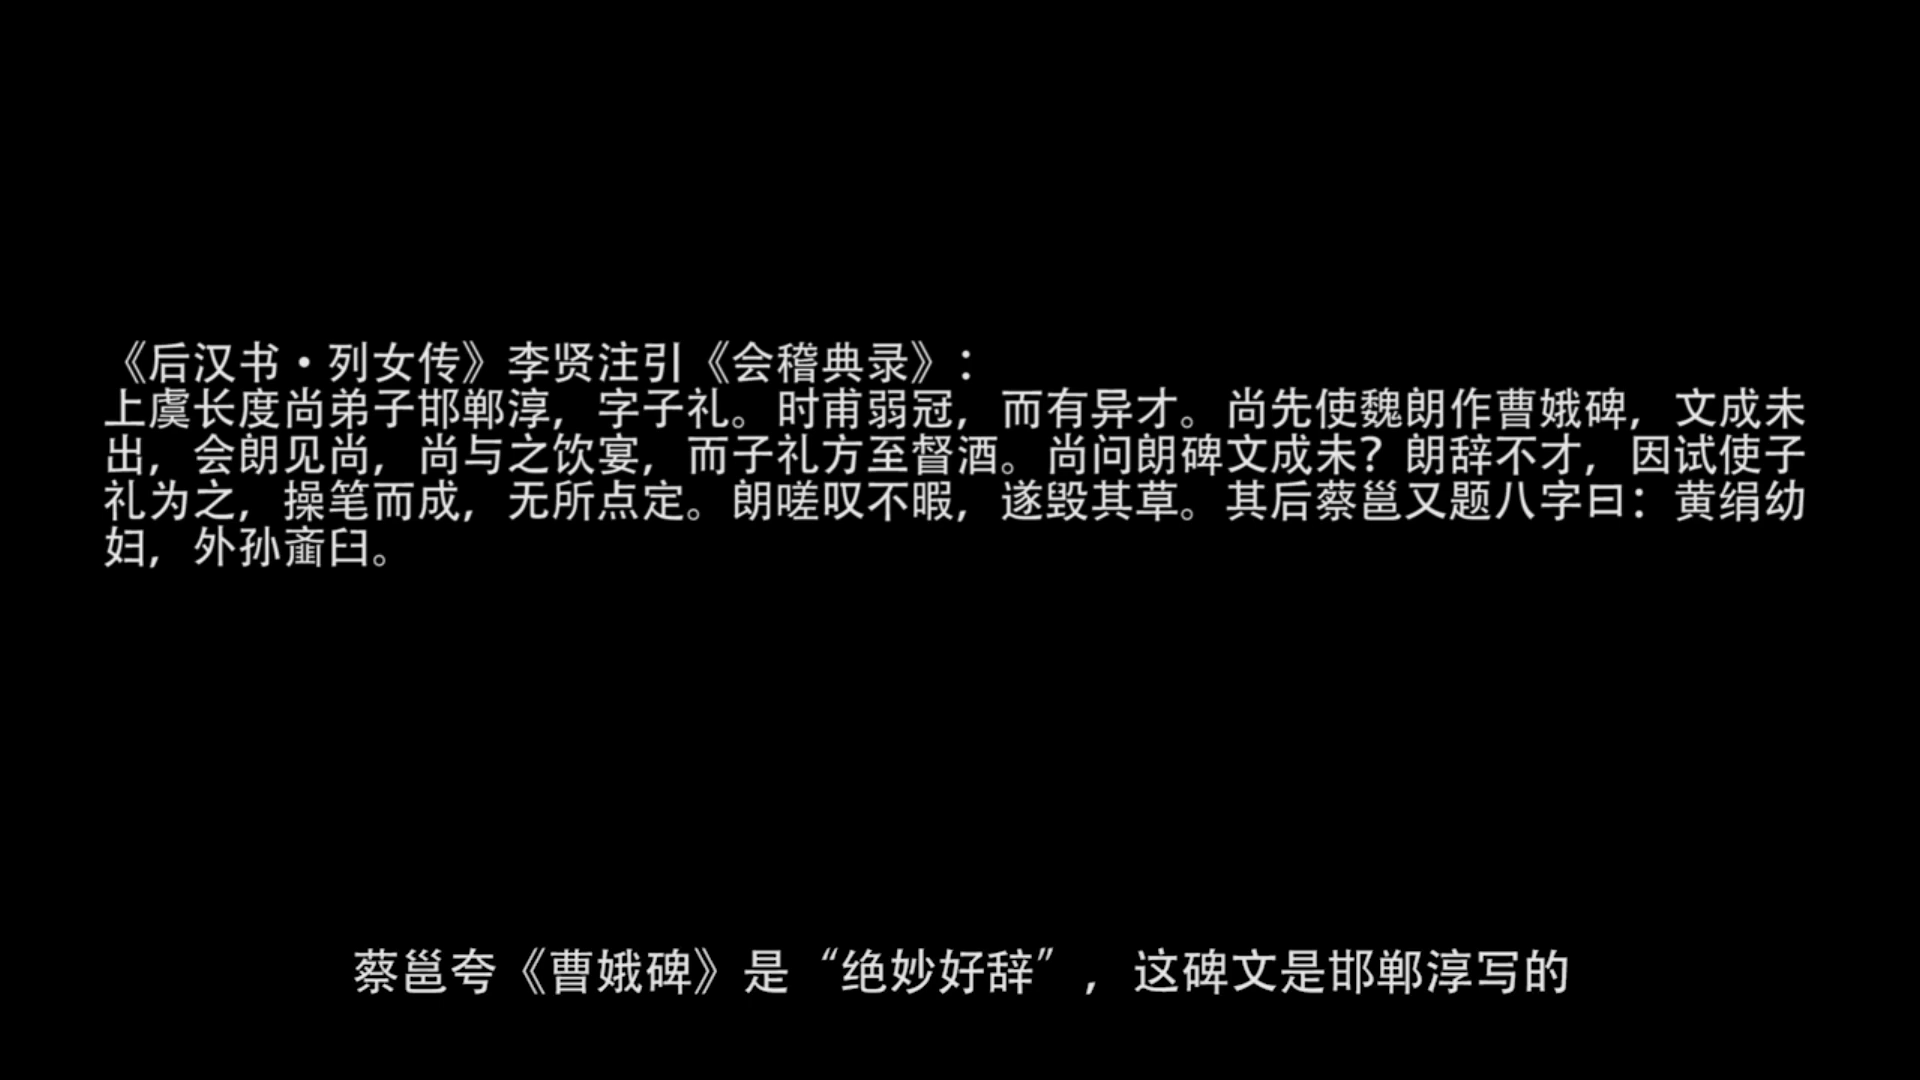 《后汉书·列女传》李贤注引《会稽典录》：
上虞长度尚弟子邯郸淳，字子礼。时甫弱冠，而有异才。尚先使魏朗作曹娥碑，文成未
出，会朗见尚，尚与之饮宴，而子礼方至督酒。尚问朗碑文成未？朗辞不才，因试使子
礼为之，操笔而成，无所点定。朗嗟叹不暇，遂毁其草。其后蔡邕又题八字曰：黄绢幼
妇，外孙齑臼。
蔡邕夸《曹娥碑》是“绝妙好辞”，这碑文是邯郸淳写的